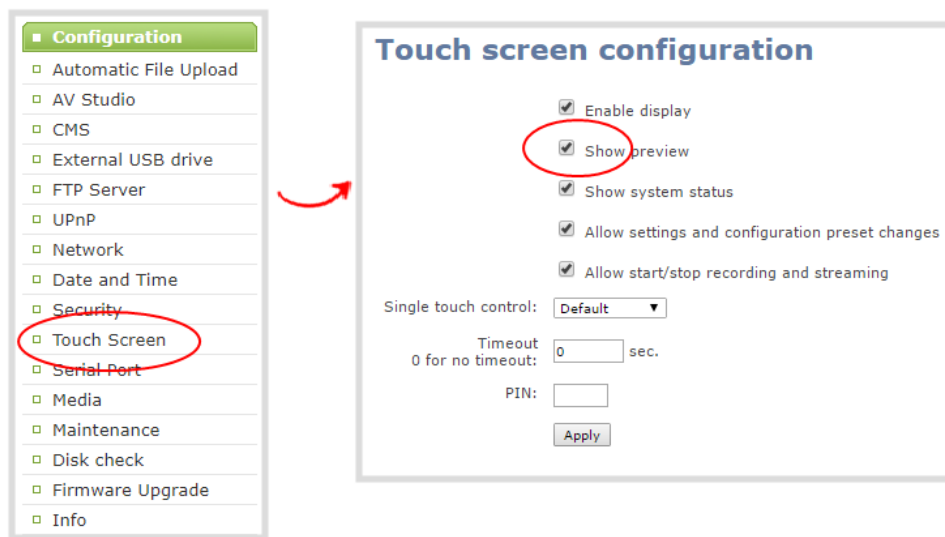 Configuration
Automatic File Upload
AV Studio
CMS
External USB drive
FTP Server
UPnP
Network
Date and Time
Security
Touch Screen
Serial Port
Media
Maintenance
Disk check
Firmware Upgrade
Info
Touch screen configuration
Enable display
Show preview
Show system status
Allow settings and configuration preset changes
Allow start/stop recording and streaming
Single touch control: Default
Timeout
0 for no timeout: 0 sec.
PIN:
Apply